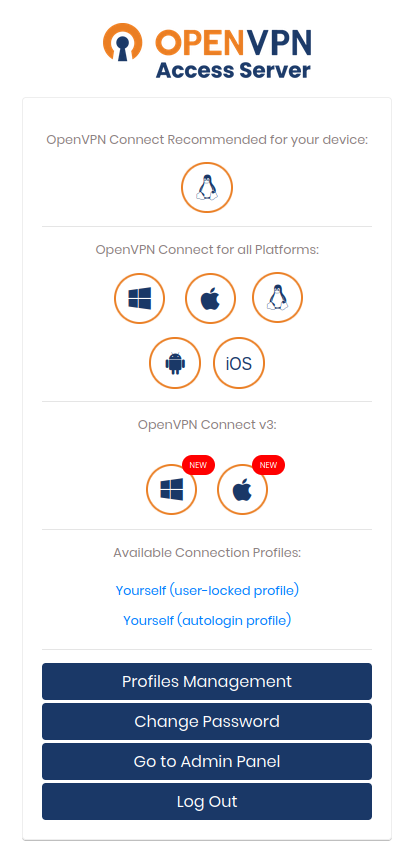 OPENVPN
Access Server
OpenVPN Connect Recommended for your device:
OpenVPN Connect for all Platforms:
iOS
OpenVPN Connect v3:
NEW NEW
Available Connection Profiles:
Yourself (user-locked profile)
Yourself (autologin profile)
Profiles Management
Change Password
Go to Admin Panel
Log Out